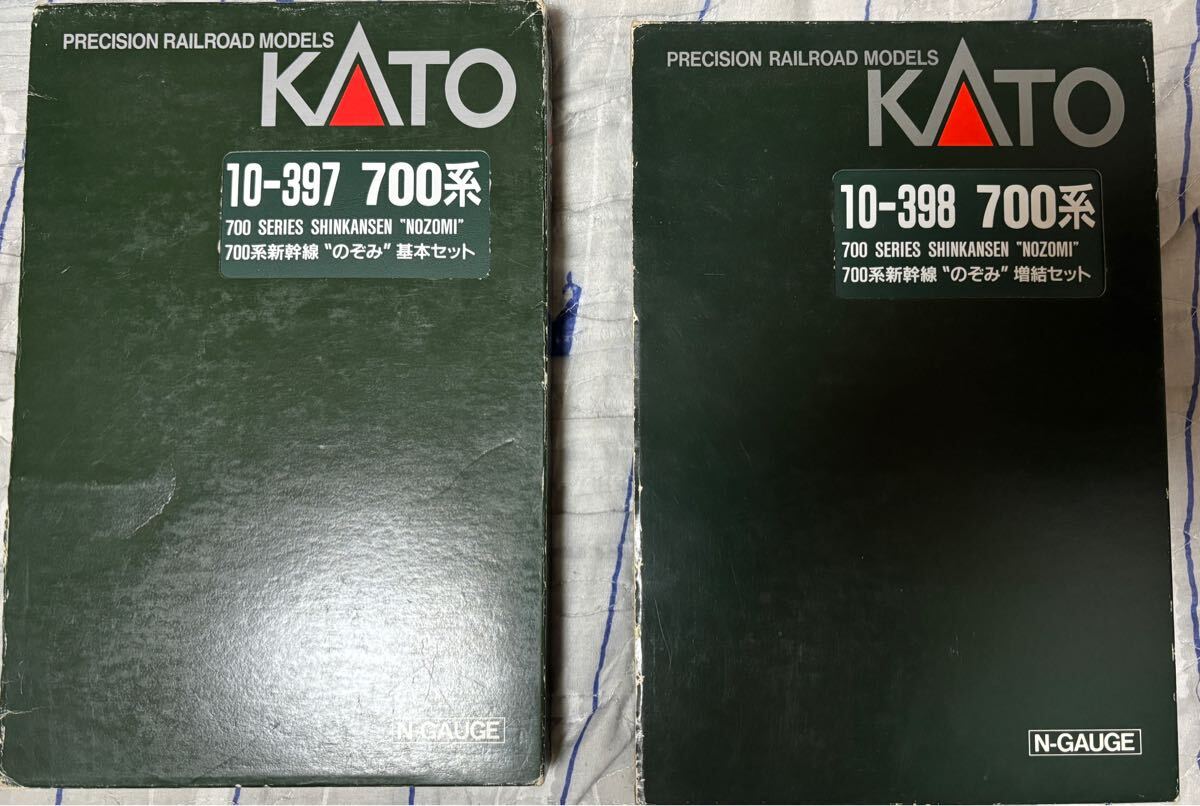 PRECISION RAILROAD MODELS
KATO
10-397 700系
700 SERIES SHINKANSEN "NOZOMI"
700系新幹線 "のぞみ" 基本セット
N-GAUGE
PRECISION RAILROAD MODELS
KATO
10-398 700系
700 SERIES SHINKANSEN "NOZOMI"
700系新幹線 "のぞみ" 増結セット
N-GAUGE